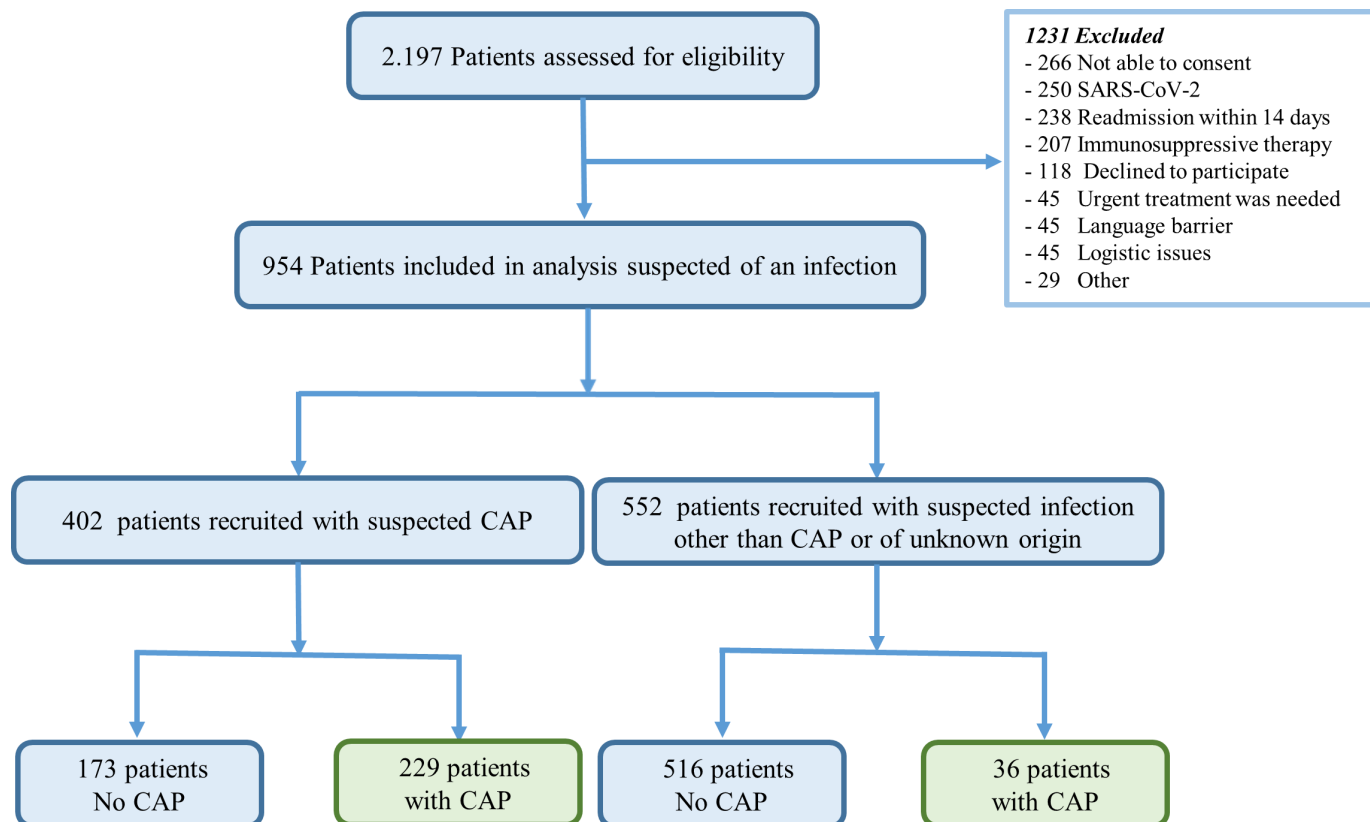 2.197 Patients assessed for eligibility
1231 Excluded
- 266 Not able to consent
- 250 SARS-CoV-2
- 238 Readmission within 14 days
- 207 Immunosuppressive therapy
- 118 Declined to participate
- 45 Urgent treatment was needed
- 45 Language barrier
- 45 Logistic issues
- 29 Other
954 Patients included in analysis suspected of an infection
402 patients recruited with suspected CAP
552 patients recruited with suspected infection
other than CAP or of unknown origin
173 patients
No CAP
229 patients
with CAP
516 patients
No CAP
36 patients
with CAP